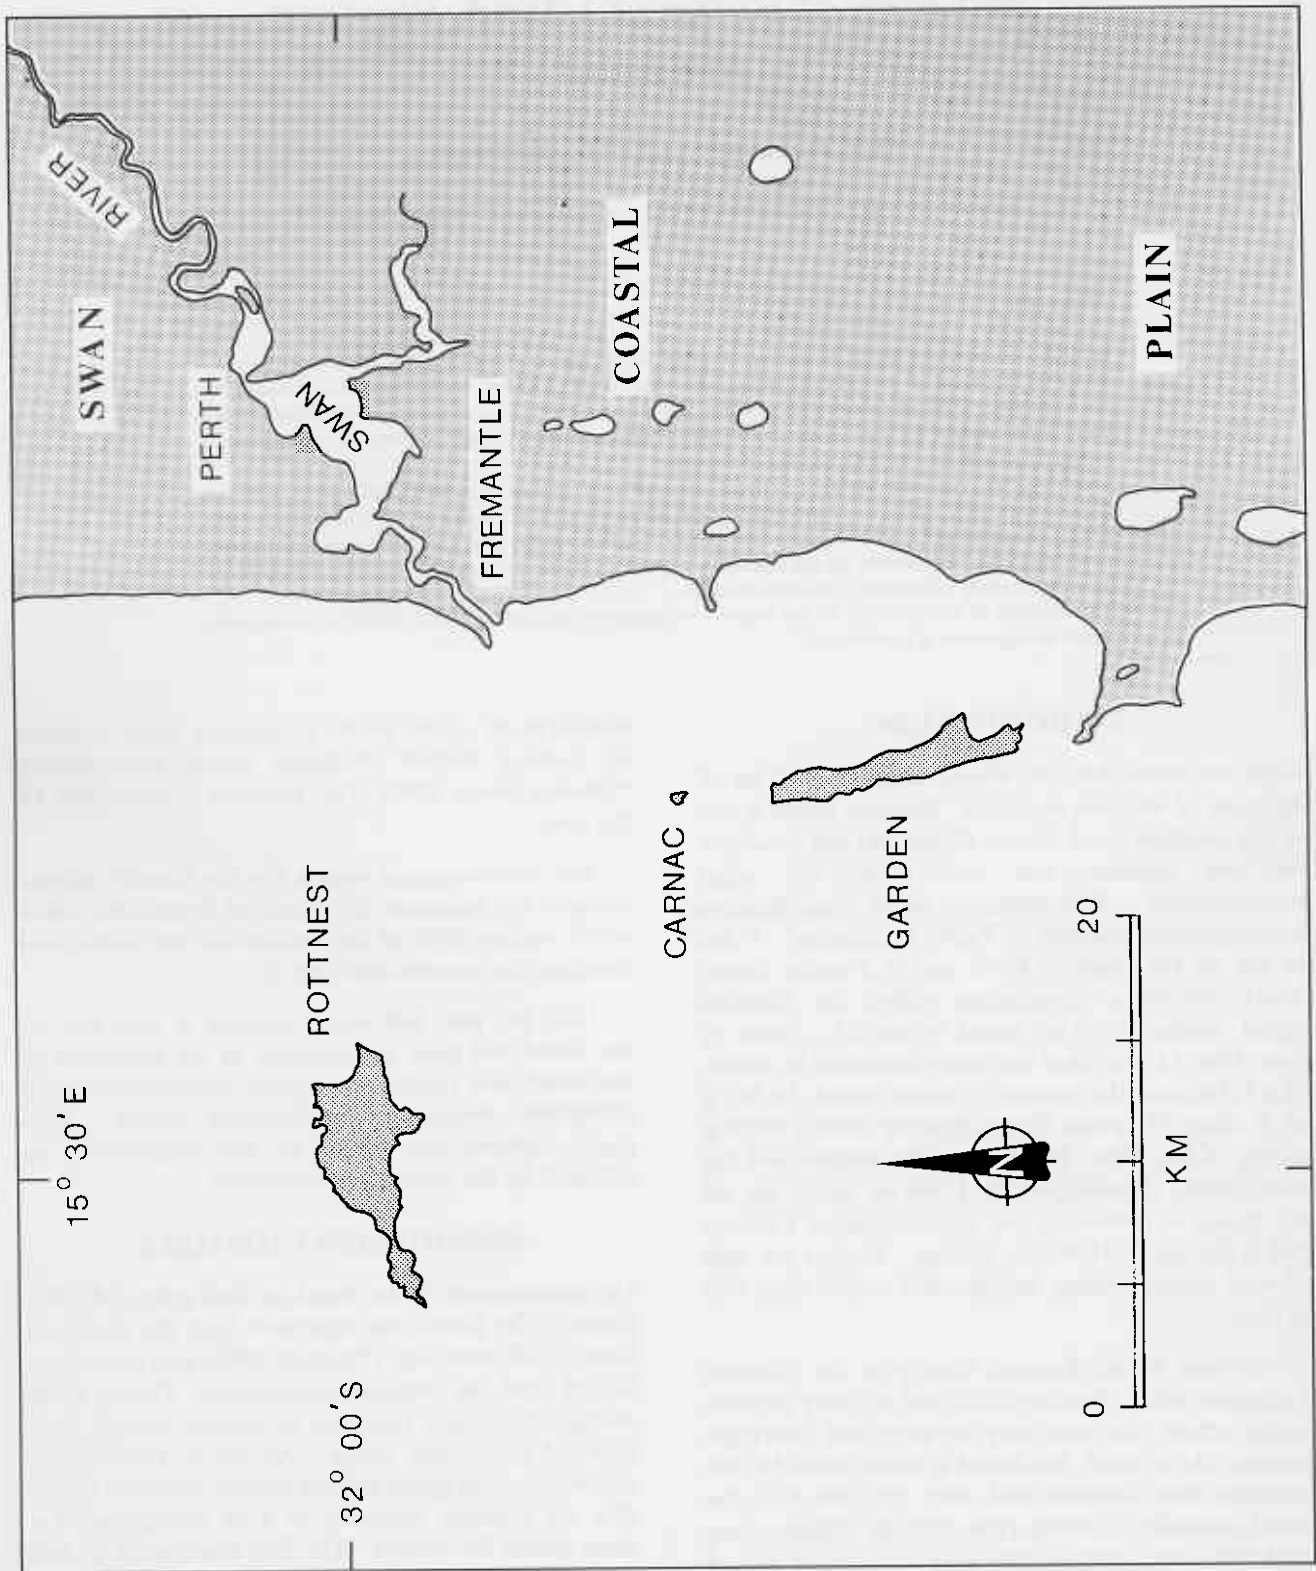 15° 30'E
32° 00'S
ROTTNEST
CARNAC
GARDEN
SWAN
RIVER
PERTH
SWAN
FREMANTLE
COASTAL
PLAIN
N
0
20
KM